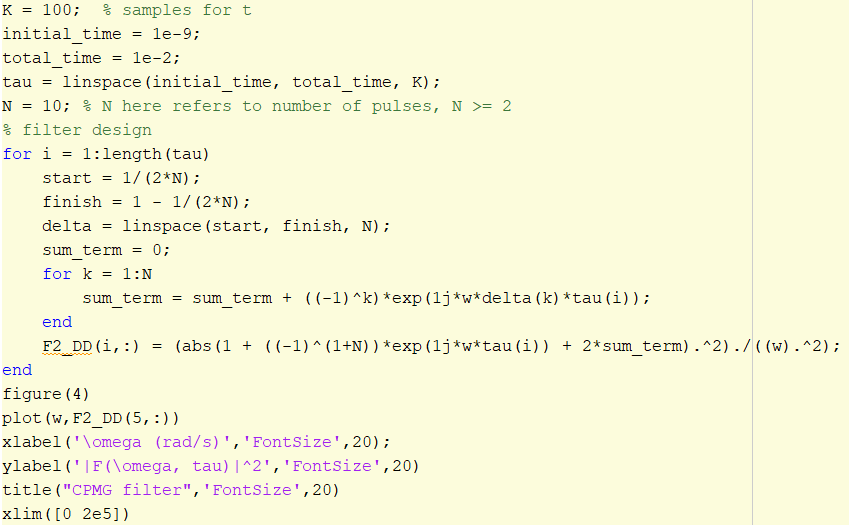 K = 100;  % samples for t
initial_time = 1e-9;
total_time = 1e-2;
tau = linspace(initial_time, total_time, K);
N = 10; % N here refers to number of pulses, N >= 2
% filter design
for i = 1:length(tau)
    start = 1/(2*N);
    finish = 1 - 1/(2*N);
    delta = linspace(start, finish, N);
    sum_term = 0;
    for k = 1:N
        sum_term = sum_term + ((-1)^k)*exp(1j*w*delta(k)*tau(i));
    end
    F2_DD(i,:) = (abs(1 + ((-1)^(1+N))*exp(1j*w*tau(i)) + 2*sum_term).^2)./((w).^2);
end
figure(4)
plot(w,F2_DD(5,:))
xlabel('\omega (rad/s)','FontSize',20);
ylabel('|F(\omega, tau)|^2','FontSize',20)
title("CPMG filter",'FontSize',20)
xlim([0 2e5])